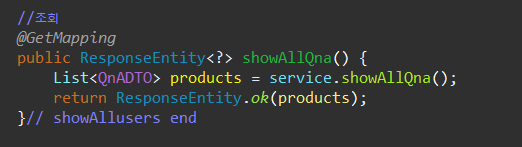 //조회
@GetMapping
public ResponseEntity<?> showAllQna() {
    List<QnADTO> products = service.showAllQna();
    return ResponseEntity.ok(products);
}// showAllusers end